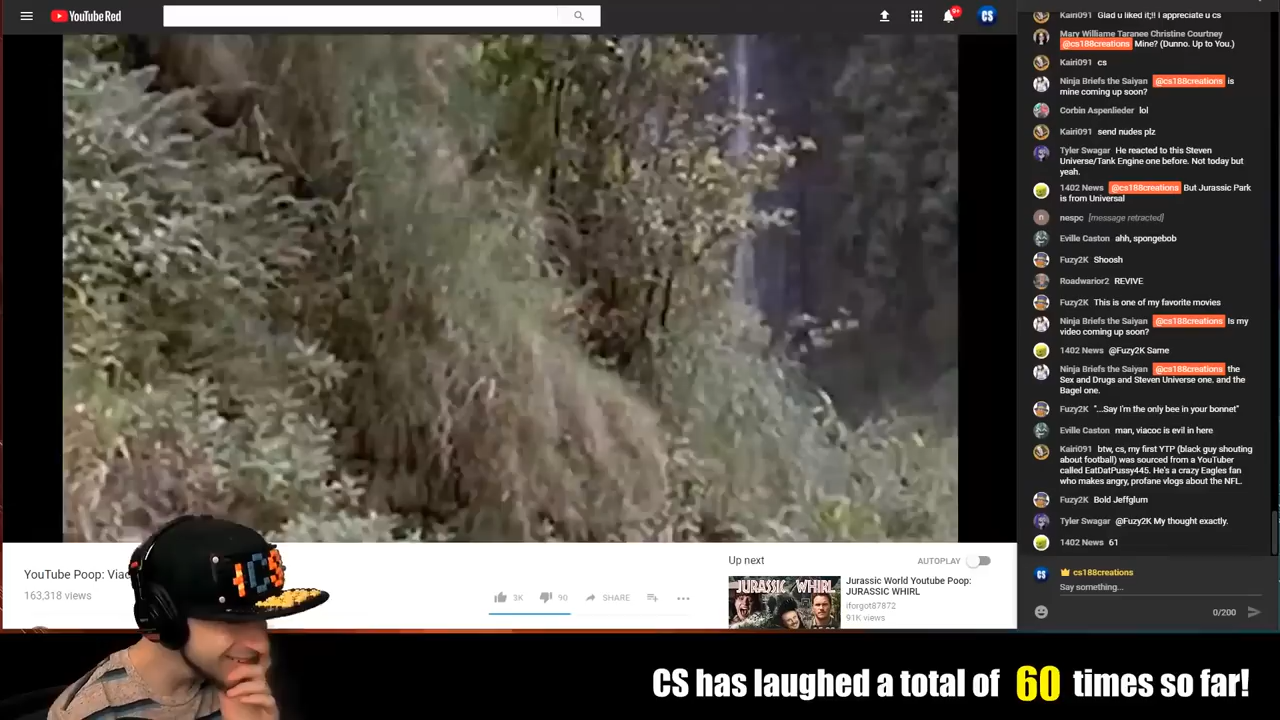 YouTube Red
9+
CS
YouTube Poop: Viac
163,318 views
3K
90
SHARE
Up next
AUTOPLAY
JURASSIC WHIRL
Jurassic World Youtube Poop:
JURASSIC WHIRL
iforgot87872
91K views
Kairi091 Glad u liked it;!! I appreciate u cs
Mary Williame Taranee Christine Courtney
@cs188creations Mine? (Dunno. Up to You.)
Kairi091 cs
Ninja Briefs the Saiyan @cs188creations is
mine coming up soon?
Corbin Aspenlieder lol
Kairi091 send nudes plz
Tyler Swagar He reacted to this Steven
Universe/Tank Engine one before. Not today but
yeah.
1402 News @cs188creations But Jurassic Park
is from Universal
nespc [message retracted]
Eville Caston ahh, spongebob
Fuzy2K Shoosh
Roadwarior2 REVIVE
Fuzy2K This is one of my favorite movies
Ninja Briefs the Saiyan @cs188creations Is my
video coming up soon?
1402 News @Fuzy2K Same
Ninja Briefs the Saiyan @cs188creations the
Sex and Drugs and Steven Universe one. and the
Bagel one.
Fuzy2K "...Say I'm the only bee in your bonnet"
Eville Caston man, viacoc is evil in here
Kairi091 btw, cs, my first YTP (black guy shouting
about football) was sourced from a YouTuber
called EatDatPussy445. He's a crazy Eagles fan
who makes angry, profane vlogs about the NFL.
Fuzy2K Bold Jeffglum
Tyler Swagar @Fuzy2K My thought exactly.
1402 News 61
CS
cs188creations
Say something...
0/200
CS has laughed a total of 60 times so far!